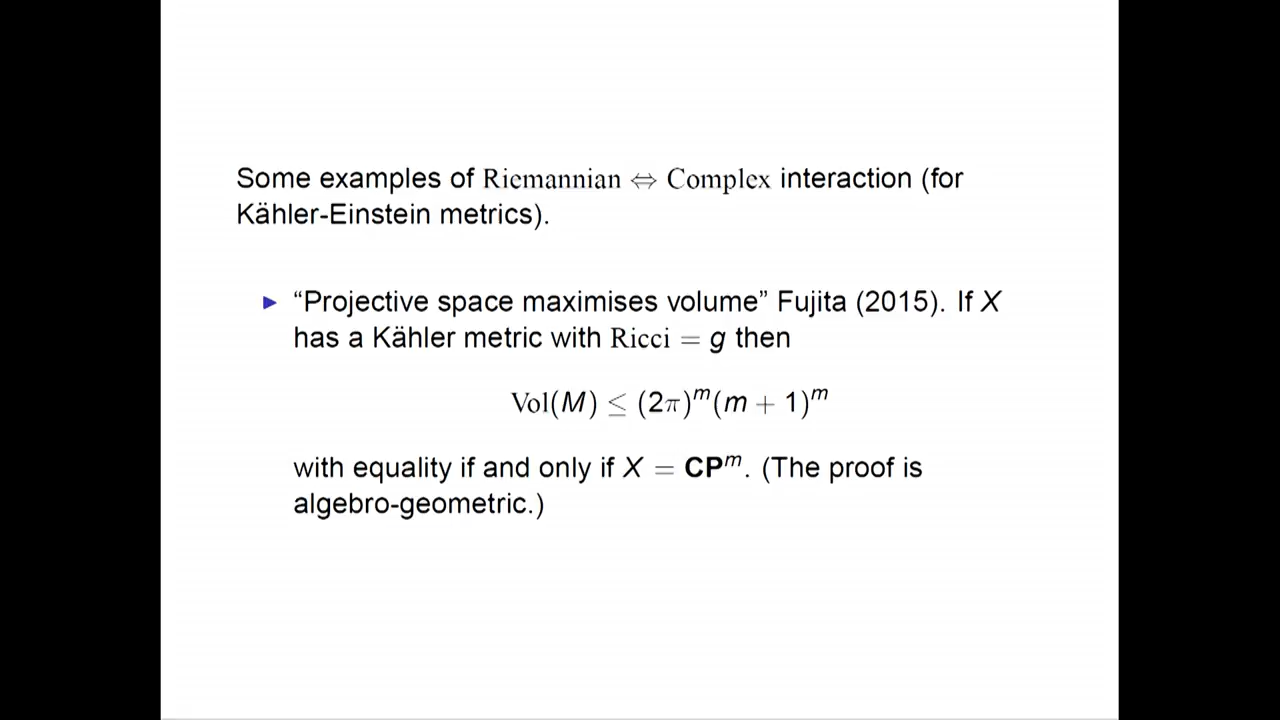 Some examples of Riemannian ⇔ Complex interaction (for
Kähler-Einstein metrics).
▶ “Projective space maximises volume” Fujita (2015). If X
has a Kähler metric with Ricci = g then
Vol(M) ≤ (2π)^m(m + 1)^m
with equality if and only if X = CP^m. (The proof is
algebro-geometric.)